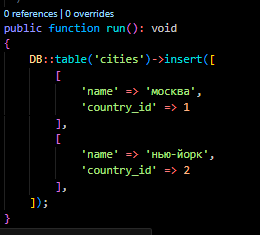 0 references | 0 overrides
public function run(): void
{
    DB::table('cities')->insert([
        [
            'name' => 'москва',
            'country_id' => 1
        ],
        [
            'name' => 'нью-йорк',
            'country_id' => 2
        ],
    ]);
}